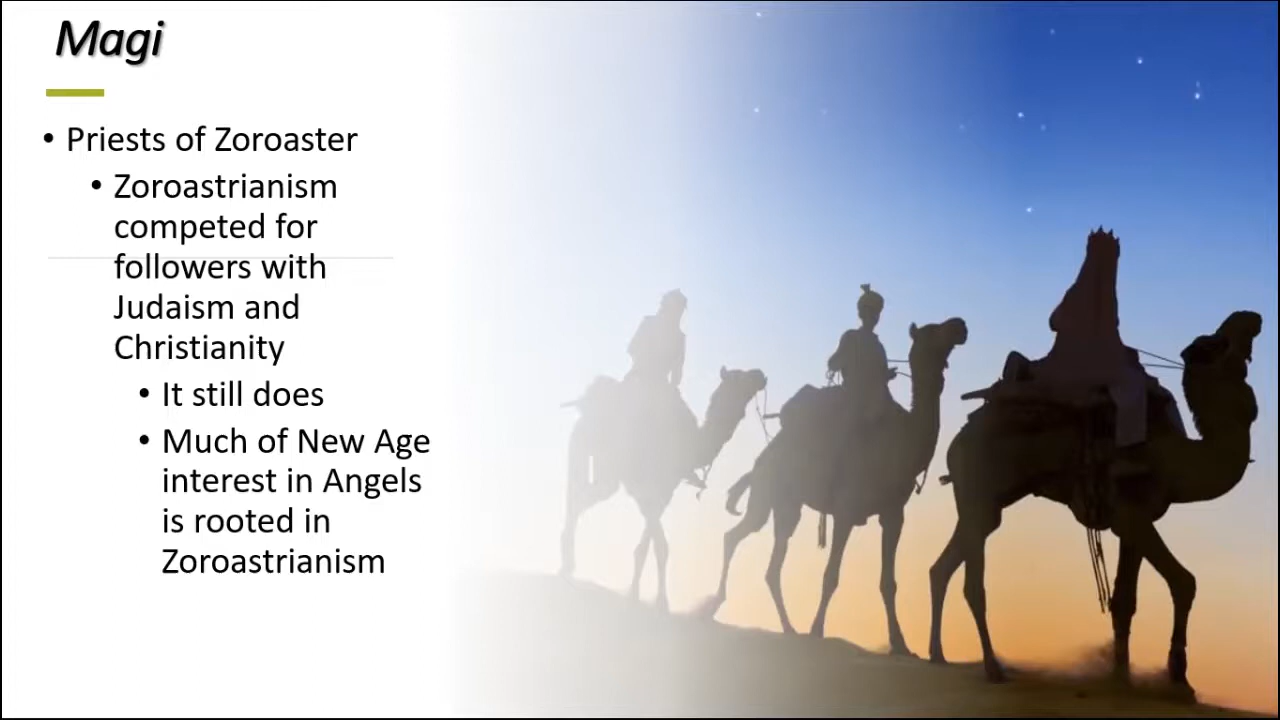 Magi
• Priests of Zoroaster
• Zoroastrianism
competed for
followers with
Judaism and
Christianity
• It still does
• Much of New Age
interest in Angels
is rooted in
Zoroastrianism